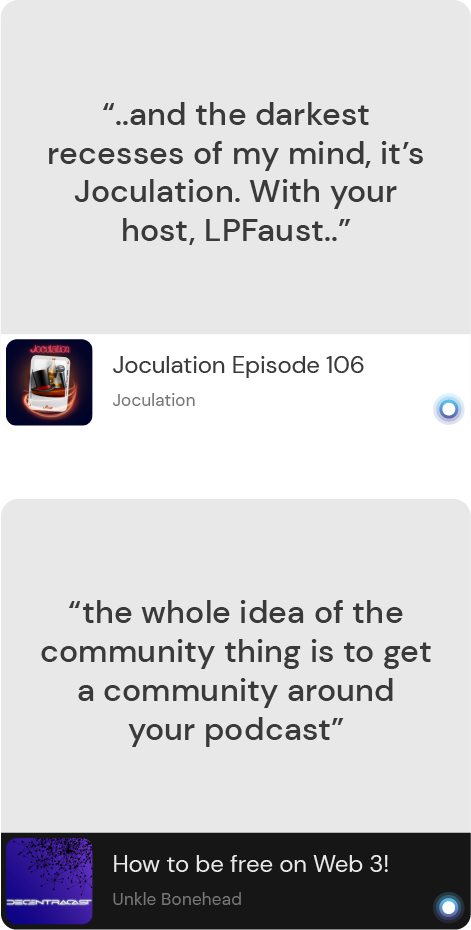 “..and the darkest
recesses of my mind, it’s
Joculation. With your
host, LPFaust..”
Joculation
Joculation Episode 106
Joculation
“the whole idea of the
community thing is to get
a community around
your podcast”
How to be free on Web 3!
DECENTRACAST
Unkle Bonehead